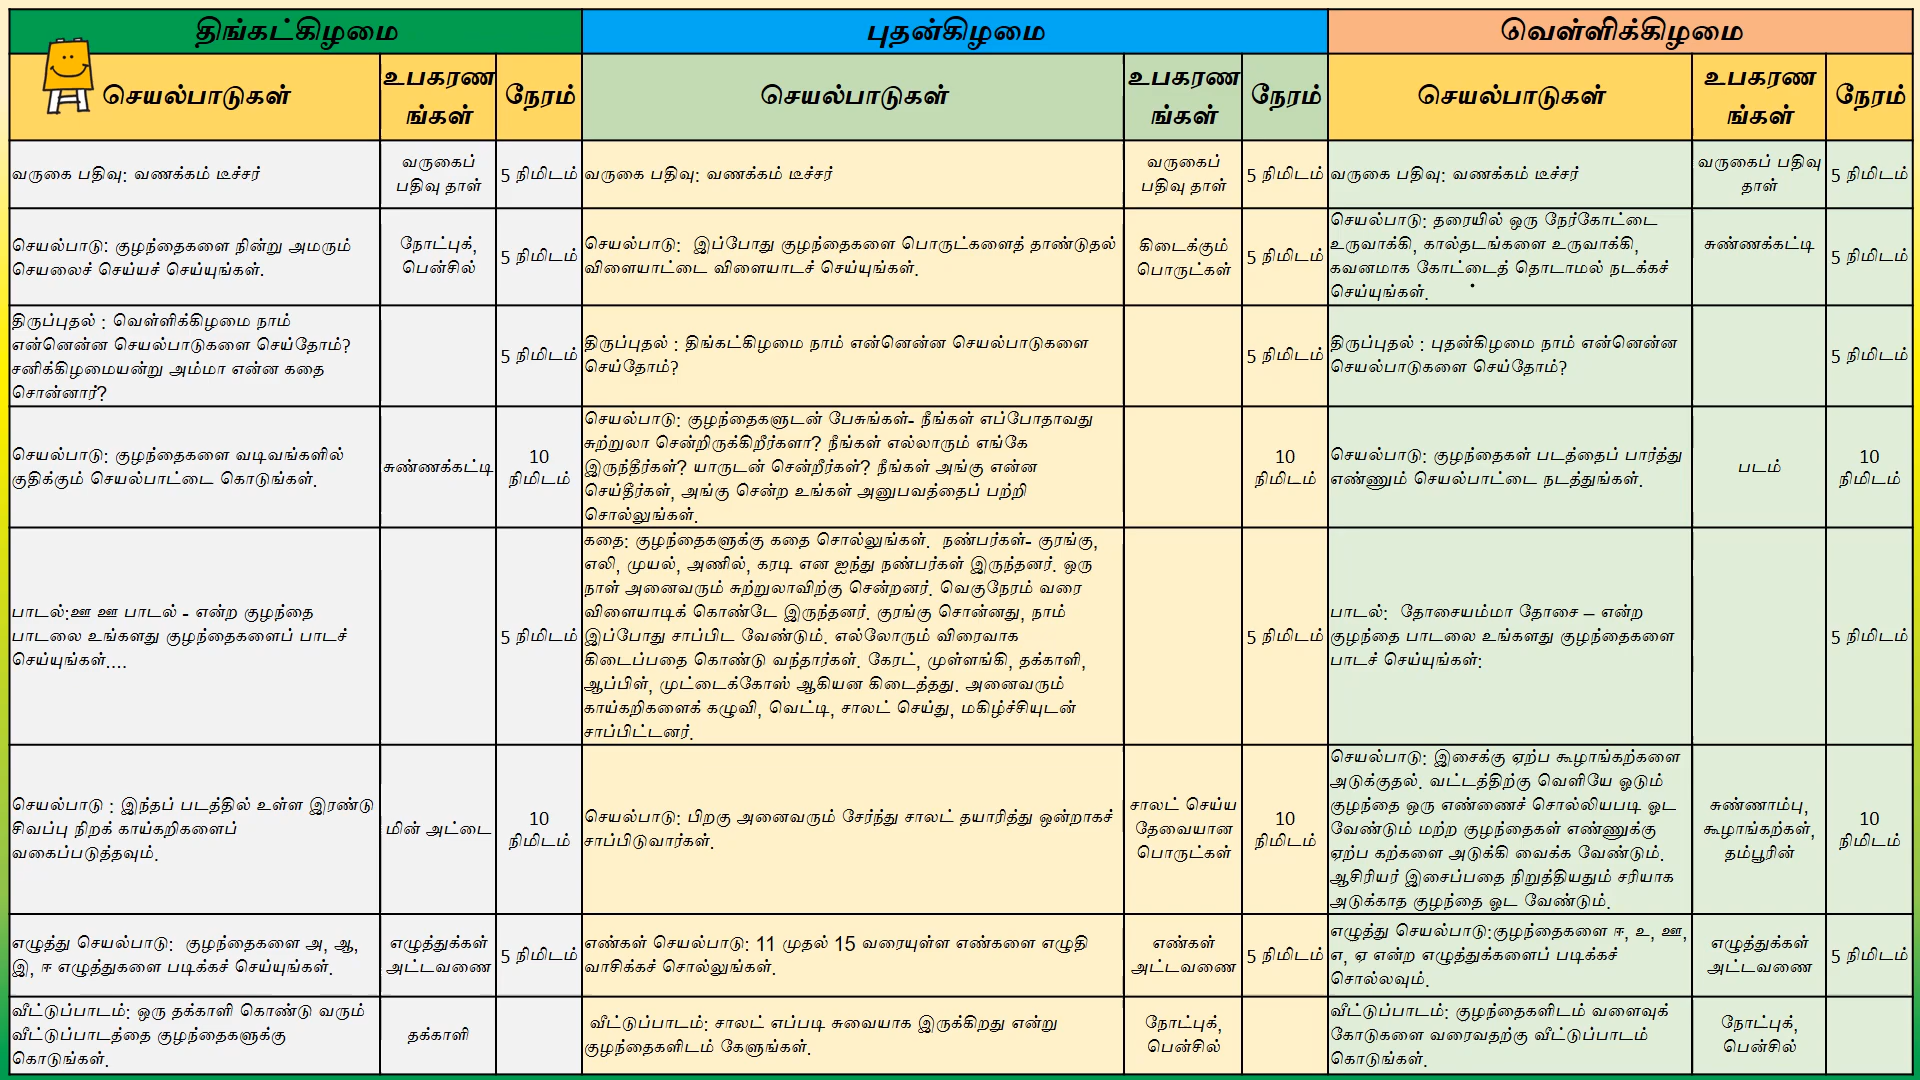 திங்கட்கிழமை
புதன்கிழமை
வெள்ளிக்கிழமை
செயல்பாடுகள்
உபகரண
ங்கள்
நேரம்
செயல்பாடுகள்
உபகரண
ங்கள்
நேரம்
செயல்பாடுகள்
உபகரண
ங்கள்
நேரம்
வருகை பதிவு: வணக்கம் டீச்சர்
வருகைப்
பதிவு தாள்
5 நிமிடம்
வருகை பதிவு: வணக்கம் டீச்சர்
வருகைப்
பதிவு தாள்
5 நிமிடம்
வருகை பதிவு: வணக்கம் டீச்சர்
வருகைப் பதிவு
தாள்
5 நிமிடம்
செயல்பாடு: குழந்தைகளை நின்று அமரும்
செயலைச் செய்யச் செய்யுங்கள்.
நோட்புக்,
பென்சில்
5 நிமிடம்
செயல்பாடு: இப்போது குழந்தைகளை பொருட்களைத் தாண்டுதல்
விளையாட்டை விளையாடச் செய்யுங்கள்.
கிடைக்கும்
பொருட்கள்
5 நிமிடம்
செயல்பாடு: தரையில் ஒரு நேர்கோட்டை
உருவாக்கி, கால்தடங்களை உருவாக்கி,
கவனமாக கோட்டைத் தொடாமல் நடக்கச்
செய்யுங்கள்.
சுண்ணக்கட்டி
5 நிமிடம்
திருப்புதல் : வெள்ளிக்கிழமை நாம்
என்னென்ன செயல்பாடுகளை செய்தோம்?
சனிக்கிழமையன்று அம்மா என்ன கதை
சொன்னார்?
5 நிமிடம்
திருப்புதல் : திங்கட்கிழமை நாம் என்னென்ன செயல்பாடுகளை
செய்தோம்?
5 நிமிடம்
திருப்புதல் : புதன்கிழமை நாம் என்னென்ன
செயல்பாடுகளை செய்தோம்?
5 நிமிடம்
செயல்பாடு: குழந்தைகளை வடிவங்களில்
குதிக்கும் செயல்பாட்டை கொடுங்கள்.
சுண்ணக்கட்டி
10
நிமிடம்
செயல்பாடு: குழந்தைகளுடன் பேசுங்கள்- நீங்கள் எப்போதாவது
சுற்றுலா சென்றிருக்கிறீர்களா? நீங்கள் எல்லாரும் எங்கே
இருந்தீர்கள்? யாருடன் சென்றீர்கள்? நீங்கள் அங்கு என்ன
செய்தீர்கள், அங்கு சென்ற உங்கள் அனுபவத்தைப் பற்றி
சொல்லுங்கள்.
10
நிமிடம்
செயல்பாடு: குழந்தைகள் படத்தைப் பார்த்து
எண்ணும் செயல்பாட்டை நடத்துங்கள்.
படம்
10
நிமிடம்
பாடல்:ஊ ஊ பாடல் - என்ற குழந்தை
பாடலை உங்களது குழந்தைகளைப் பாடச்
செய்யுங்கள்....
5 நிமிடம்
கதை: குழந்தைகளுக்கு கதை சொல்லுங்கள். நண்பர்கள்- குரங்கு,
எலி, முயல், அணில், கரடி என ஐந்து நண்பர்கள் இருந்தனர். ஒரு
நாள் அனைவரும் சுற்றுலாவிற்கு சென்றனர். வெகுநேரம் வரை
விளையாடிக் கொண்டே இருந்தனர். குரங்கு சொன்னது, நாம்
இப்போது சாப்பிட வேண்டும். எல்லோரும் விரைவாக
கிடைப்பதை கொண்டு வந்தார்கள். கேரட், முள்ளங்கி, தக்காளி,
ஆப்பிள், முட்டைக்கோஸ் ஆகியன கிடைத்தது. அனைவரும்
காய்கறிகளைக் கழுவி, வெட்டி, சாலட் செய்து, மகிழ்ச்சியுடன்
சாப்பிட்டனர்.
5 நிமிடம்
பாடல்: தோசையம்மா தோசை – என்ற
குழந்தை பாடலை உங்களது குழந்தைகளை
பாடச் செய்யுங்கள்:
5 நிமிடம்
செயல்பாடு : இந்தப் படத்தில் உள்ள இரண்டு
சிவப்பு நிறக் காய்கறிகளைப்
வகைப்படுத்தவும்.
மின் அட்டை
10
நிமிடம்
செயல்பாடு: பிறகு அனைவரும் சேர்ந்து சாலட் தயாரித்து ஒன்றாகச்
சாப்பிடுவார்கள்.
சாலட் செய்ய
தேவையான
பொருட்கள்
10
நிமிடம்
செயல்பாடு: இசைக்கு ஏற்ப கூழாங்கற்களை
அடுக்குதல். வட்டத்திற்கு வெளியே ஓடும்
குழந்தை ஒரு எண்ணைச் சொல்லியபடி ஓட
வேண்டும் மற்ற குழந்தைகள் எண்ணுக்கு
ஏற்ப கற்களை அடுக்கி வைக்க வேண்டும்.
ஆசிரியர் இசைப்பதை நிறுத்தியதும் சரியாக
அடுக்காத குழந்தை ஓட வேண்டும்.
சுண்ணாம்பு,
கூழாங்கற்கள்,
தம்பூரின்
10
நிமிடம்
எழுத்து செயல்பாடு: குழந்தைகளை அ, ஆ,
இ, ஈ எழுத்துகளை படிக்கச் செய்யுங்கள்.
எழுத்துக்கள்
அட்டவணை
5 நிமிடம்
எண்கள் செயல்பாடு: 11 முதல் 15 வரையுள்ள எண்களை எழுதி
வாசிக்கச் சொல்லுங்கள்.
எண்கள்
அட்டவணை
5 நிமிடம்
எழுத்து செயல்பாடு:குழந்தைகளை ஈ, உ, ஊ,
எ, ஏ என்ற எழுத்துக்களைப் படிக்கச்
சொல்லவும்.
எழுத்துக்கள்
அட்டவணை
5 நிமிடம்
வீட்டுப்பாடம்: ஒரு தக்காளி கொண்டு வரும்
வீட்டுப்பாடத்தை குழந்தைகளுக்கு
கொடுங்கள்.
தக்காளி
வீட்டுப்பாடம்: சாலட் எப்படி சுவையாக இருக்கிறது என்று
குழந்தைகளிடம் கேளுங்கள்.
நோட்புக்,
பென்சில்
வீட்டுப்பாடம்: குழந்தைகளிடம் வளைவுக்
கோடுகளை வரைவதற்கு வீட்டுப்பாடம்
கொடுங்கள்.
நோட்புக்,
பென்சில்